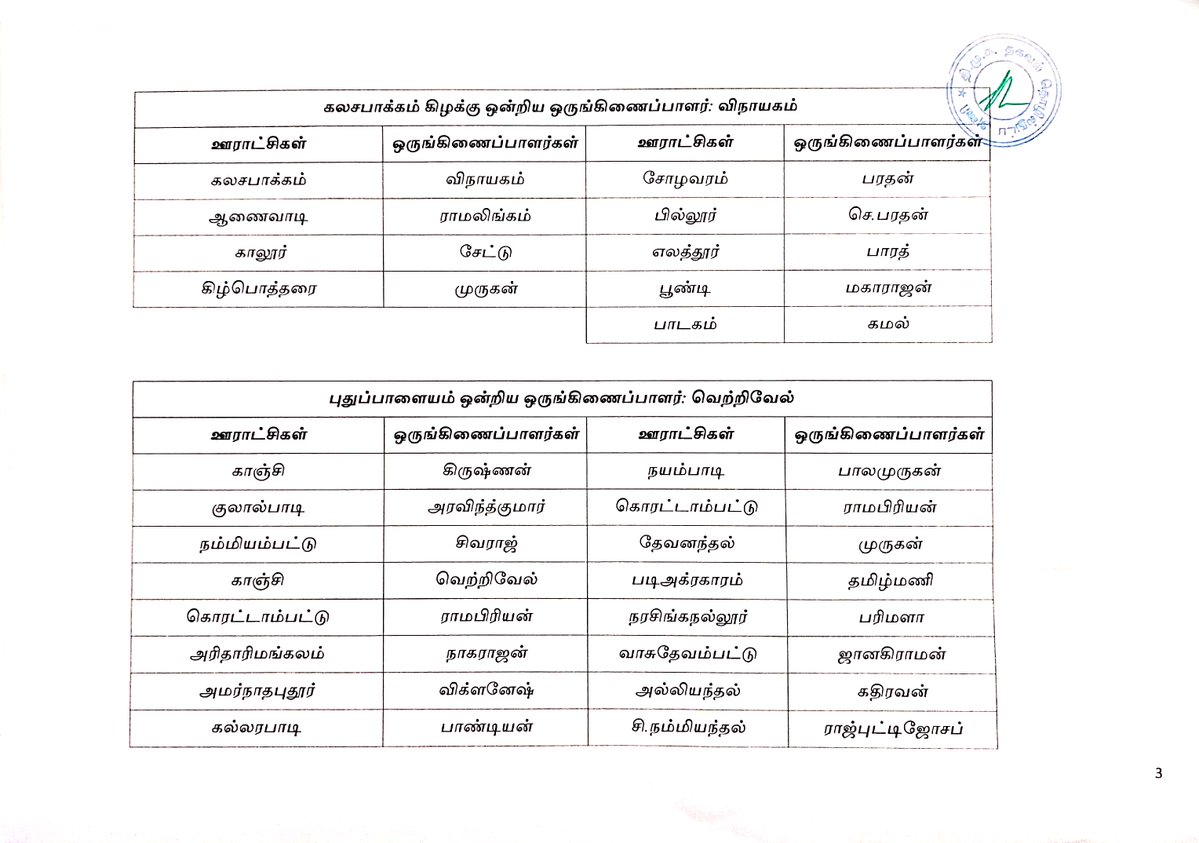 தி.மு.க. தகவல் தொழில்நுட்ப அணி
கலசபாக்கம் கிழக்கு ஒன்றிய ஒருங்கிணைப்பாளர்: விநாயகம்
ஊராட்சிகள் ஒருங்கிணைப்பாளர்கள் ஊராட்சிகள் ஒருங்கிணைப்பாளர்கள்
கலசபாக்கம் விநாயகம் சோழவரம் பரதன்
ஆணைவாடி ராமலிங்கம் பில்லூர் செ.பரதன்
காலூர் சேட்டு எலத்தூர் பாரத்
கிழ்பொத்தரை முருகன் பூண்டி மகாராஜன்
பாடகம் கமல்
புதுப்பாளையம் ஒன்றிய ஒருங்கிணைப்பாளர்: வெற்றிவேல்
ஊராட்சிகள் ஒருங்கிணைப்பாளர்கள் ஊராட்சிகள் ஒருங்கிணைப்பாளர்கள்
காஞ்சி கிருஷ்ணன் நயம்பாடி பாலமுருகன்
குலால்பாடி அரவிந்த்குமார் கொரட்டாம்பட்டு ராமபிரியன்
நம்மியம்பட்டு சிவராஜ் தேவனந்தல் முருகன்
காஞ்சி வெற்றிவேல் படிஅக்ரகாரம் தமிழ்மணி
கொரட்டாம்பட்டு ராமபிரியன் நரசிங்கநல்லூர் பரிமளா
அரிதாரிமங்கலம் நாகராஜன் வாசுதேவம்பட்டு ஜானகிராமன்
அமர்நாதபுதூர் விக்ளனேஷ் அல்லியந்தல் கதிரவன்
கல்லரபாடி பாண்டியன் சி.நம்மியந்தல் ராஜ்புட்டிஜோசப்
3